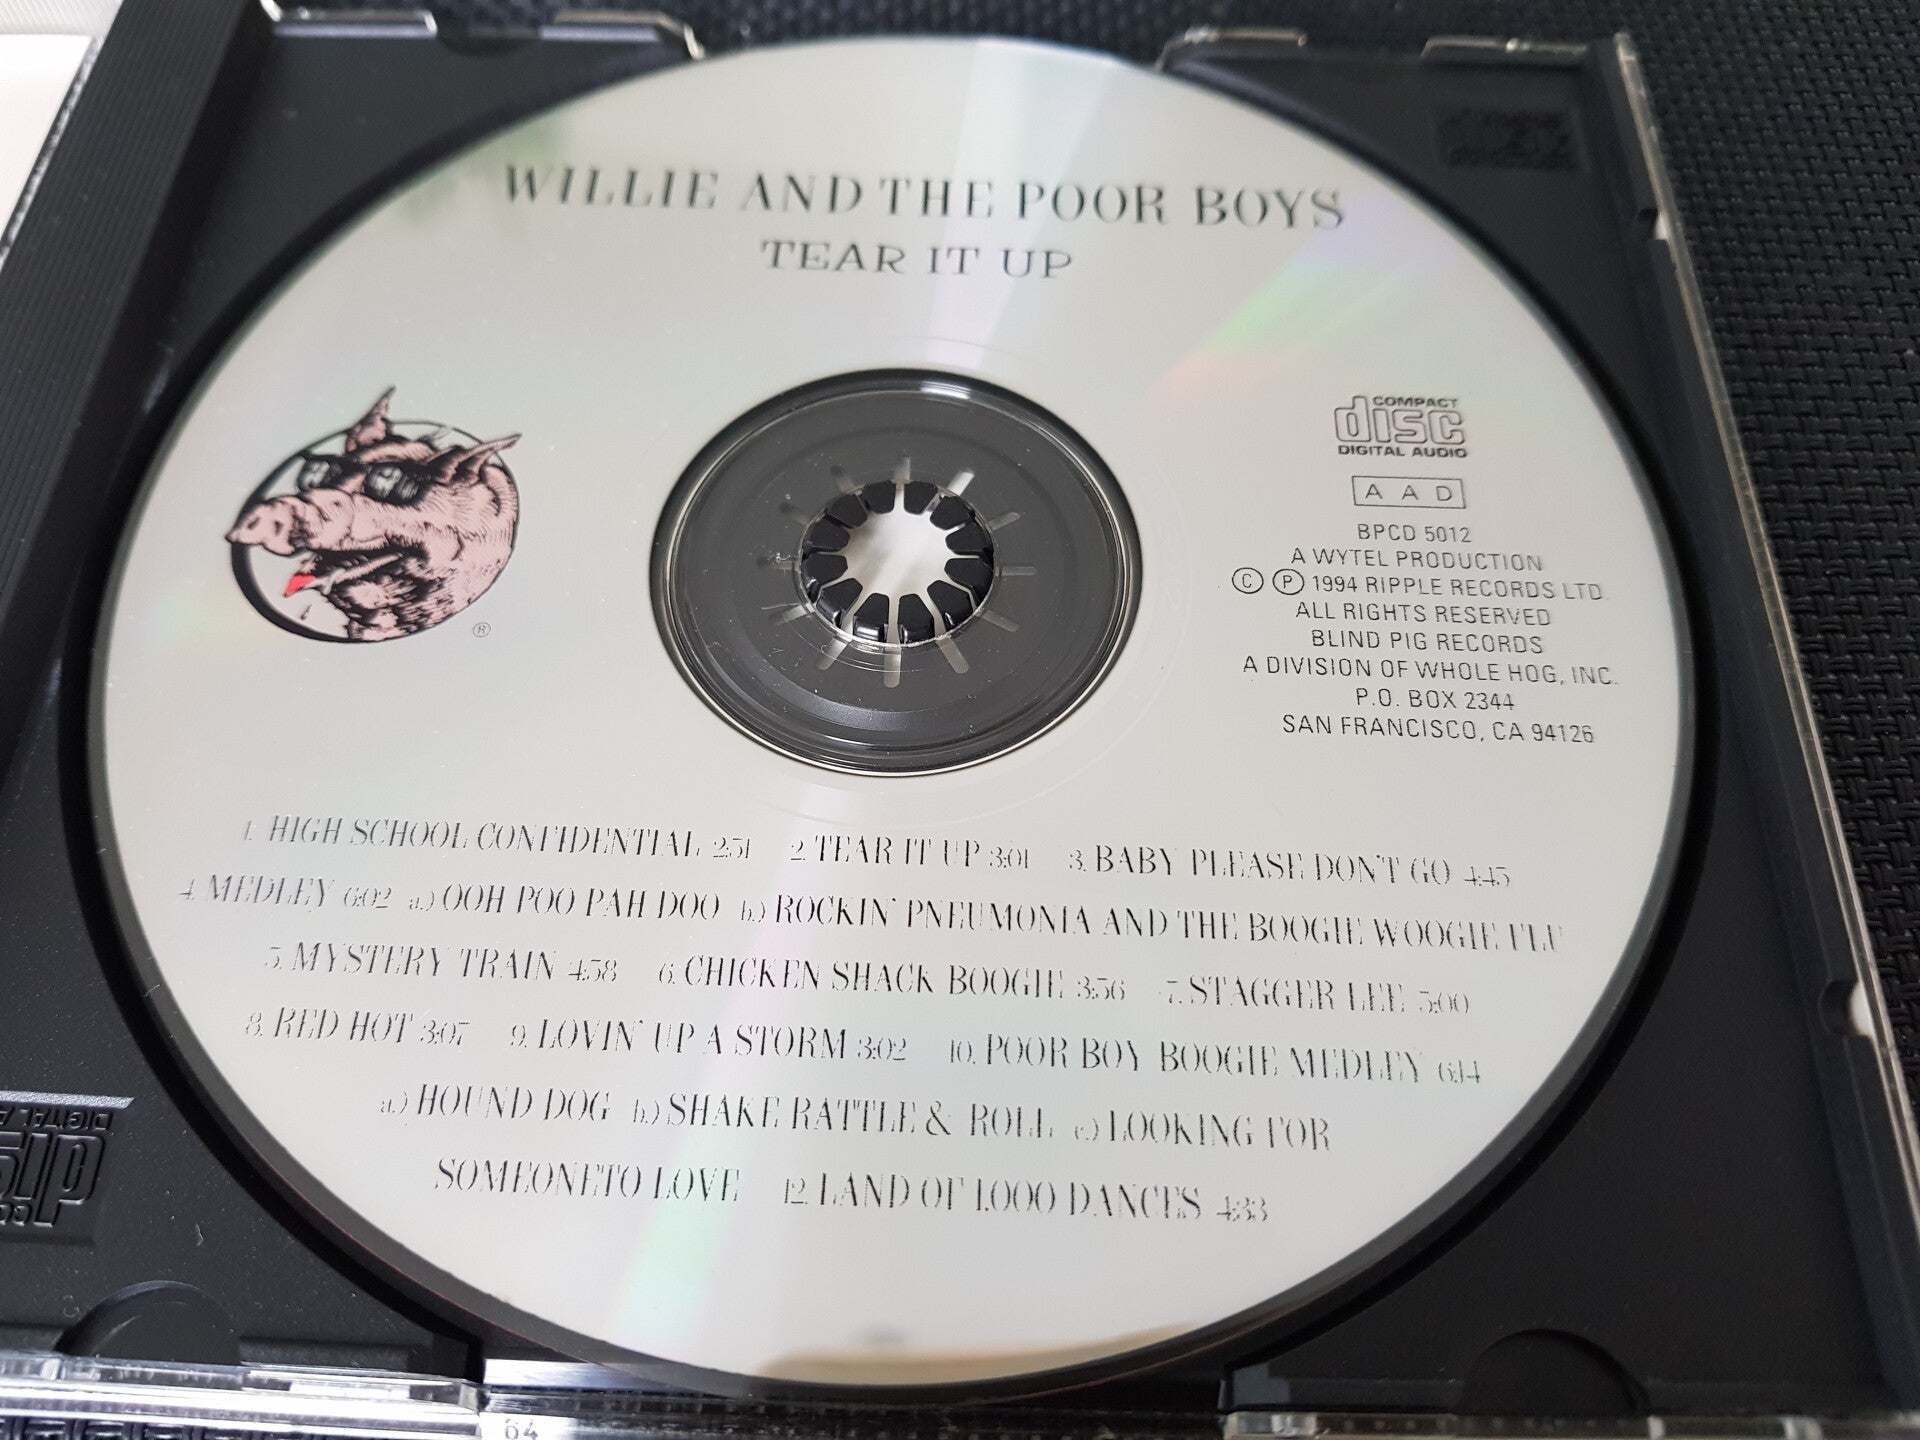 WILLIE AND THE POOR BOYS
TEAR IT UP
®
COMPACT
disc
DIGITAL AUDIO
A A D
BPCD 5012
A WYTEL PRODUCTION
© ℗ 1994 RIPPLE RECORDS LTD.
ALL RIGHTS RESERVED
BLIND PIG RECORDS
A DIVISION OF WHOLE HOG, INC.
P.O. BOX 2344
SAN FRANCISCO, CA 94126
1. HIGH SCHOOL CONFIDENTIAL 2:51 2. TEAR IT UP 3:01 3. BABY PLEASE DON'T GO 4:45
4. MEDLEY 6:02 a.) OOH POO PAH DOO b.) ROCKIN' PNEUMONIA AND THE BOOGIE WOOGIE FLU
5. MYSTERY TRAIN 4:58 6. CHICKEN SHACK BOOGIE 3:56 7. STAGGER LEE 5:00
8. RED HOT 3:07 9. LOVIN' UP A STORM 3:02 10. POOR BOY BOOGIE MEDLEY 6:14
a.) HOUND DOG b.) SHAKE RATTLE & ROLL c.) LOOKING FOR
SOMEONETO LOVE 12. LAND OF 1,000 DANCES 4:33
64